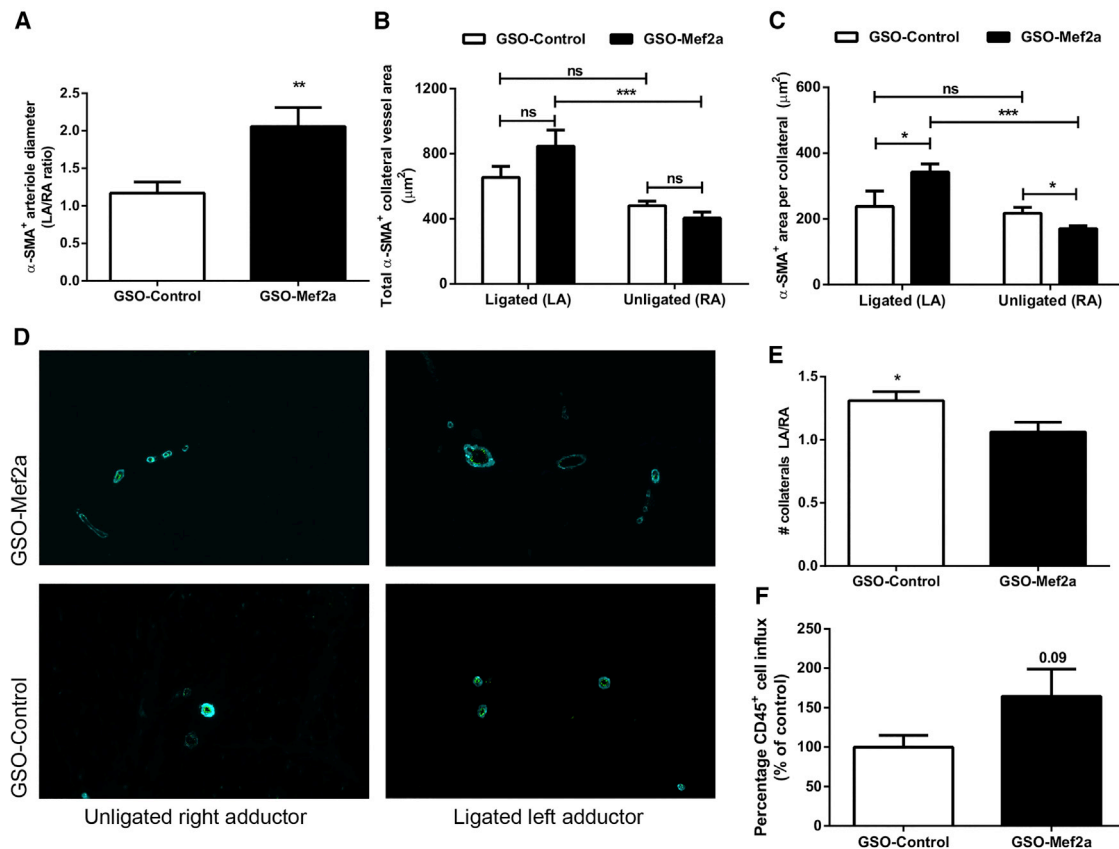 A
α-SMA⁺ arteriole diameter
(LA/RA ratio)
2.5
2.0
1.5
1.0
0.5
0.0
**
GSO-Control
GSO-Mef2a
B
GSO-Control
GSO-Mef2a
Total α-SMA⁺ collateral vessel area
(μm²)
1200
800
400
0
ns
***
ns
ns
Ligated (LA)
Unligated (RA)
C
GSO-Control
GSO-Mef2a
α-SMA⁺ area per collateral (μm²)
600
400
200
0
ns
***
*
*
Ligated (LA)
Unligated (RA)
D
GSO-Mef2a
GSO-Control
Unligated right adductor
Ligated left adductor
E
# collaterals LA/RA
1.5
1.0
0.5
0.0
*
GSO-Control
GSO-Mef2a
F
Percentage CD45⁺ cell influx
(% of control)
250
200
150
100
50
0
0.09
GSO-Control
GSO-Mef2a